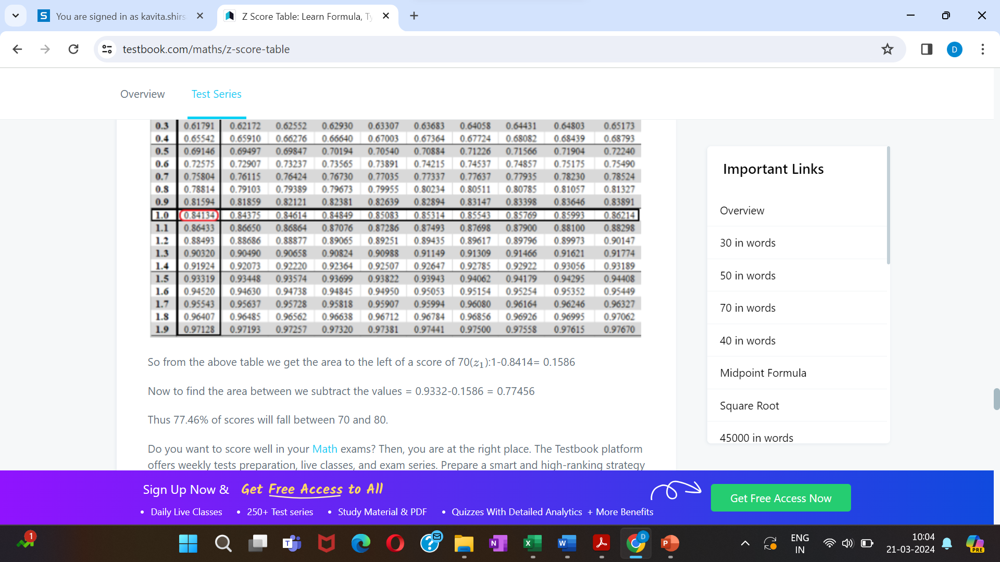 You are signed in as kavita.shirs
Z Score Table: Learn Formula, Ty
testbook.com/maths/z-score-table
D
Overview Test Series
0.3 0.61791 0.62172 0.62552 0.62930 0.63307 0.63683 0.64058 0.64431 0.64803 0.65173
0.4 0.65542 0.65910 0.66276 0.66640 0.67003 0.67364 0.67724 0.68082 0.68439 0.68793
0.5 0.69146 0.69497 0.69847 0.70194 0.70540 0.70884 0.71226 0.71566 0.71904 0.72240
0.6 0.72575 0.72907 0.73237 0.73565 0.73891 0.74215 0.74537 0.74857 0.75175 0.75490
0.7 0.75804 0.76115 0.76424 0.76730 0.77035 0.77337 0.77637 0.77935 0.78230 0.78524
0.8 0.78814 0.79103 0.79389 0.79673 0.79955 0.80234 0.80511 0.80785 0.81057 0.81327
0.9 0.81594 0.81859 0.82121 0.82381 0.82639 0.82894 0.83147 0.83398 0.83646 0.83891
1.0 0.84134 0.84375 0.84614 0.84849 0.85083 0.85314 0.85543 0.85769 0.85993 0.86214
1.1 0.86433 0.86650 0.86864 0.87076 0.87286 0.87493 0.87698 0.87900 0.88100 0.88298
1.2 0.88493 0.88686 0.88877 0.89065 0.89251 0.89435 0.89617 0.89796 0.89973 0.90147
1.3 0.90320 0.90490 0.90658 0.90824 0.90988 0.91149 0.91309 0.91466 0.91621 0.91774
1.4 0.91924 0.92073 0.92220 0.92364 0.92507 0.92647 0.92785 0.92922 0.93056 0.93189
1.5 0.93319 0.93448 0.93574 0.93699 0.93822 0.93943 0.94062 0.94179 0.94295 0.94408
1.6 0.94520 0.94630 0.94738 0.94845 0.94950 0.95053 0.95154 0.95254 0.95352 0.95449
1.7 0.95543 0.95637 0.95728 0.95818 0.95907 0.95994 0.96080 0.96164 0.96246 0.96327
1.8 0.96407 0.96485 0.96562 0.96638 0.96712 0.96784 0.96856 0.96926 0.96995 0.97062
1.9 0.97128 0.97193 0.97257 0.97320 0.97381 0.97441 0.97500 0.97558 0.97615 0.97670
So from the above table we get the area to the left of a score of 70(z₁):1-0.8414= 0.1586
Now to find the area between we subtract the values = 0.9332-0.1586 = 0.77456
Thus 77.46% of scores will fall between 70 and 80.
Do you want to score well in your Math exams? Then, you are at the right place. The Testbook platform
offers weekly tests preparation, live classes, and exam series. Prepare a smart and high-ranking strategy
Important Links
Overview
30 in words
50 in words
70 in words
40 in words
Midpoint Formula
Square Root
45000 in words
Sign Up Now & Get Free Access to All
• Daily Live Classes • 250+ Test series • Study Material & PDF • Quizzes With Detailed Analytics + More Benefits
Get Free Access Now
1
D
ENG
IN
10:04
21-03-2024
PRE